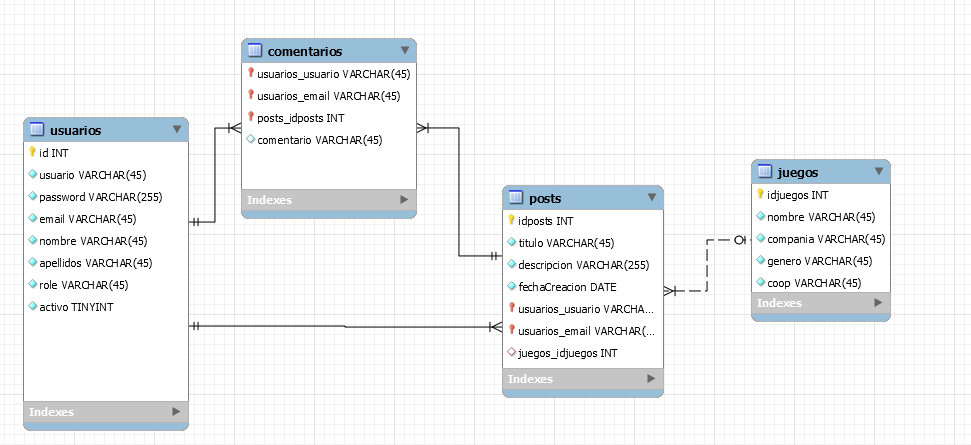 comentarios
usuarios_usuario VARCHAR(45)
usuarios_email VARCHAR(45)
posts_idposts INT
comentario VARCHAR(45)
Indexes
usuarios
id INT
usuario VARCHAR(45)
password VARCHAR(255)
email VARCHAR(45)
nombre VARCHAR(45)
apellidos VARCHAR(45)
role VARCHAR(45)
activo TINYINT
Indexes
posts
idposts INT
titulo VARCHAR(45)
descripcion VARCHAR(255)
fechaCreacion DATE
usuarios_usuario VARCHA...
usuarios_email VARCHAR(...
juegos_idjuegos INT
Indexes
juegos
idjuegos INT
nombre VARCHAR(45)
compania VARCHAR(45)
genero VARCHAR(45)
coop VARCHAR(45)
Indexes